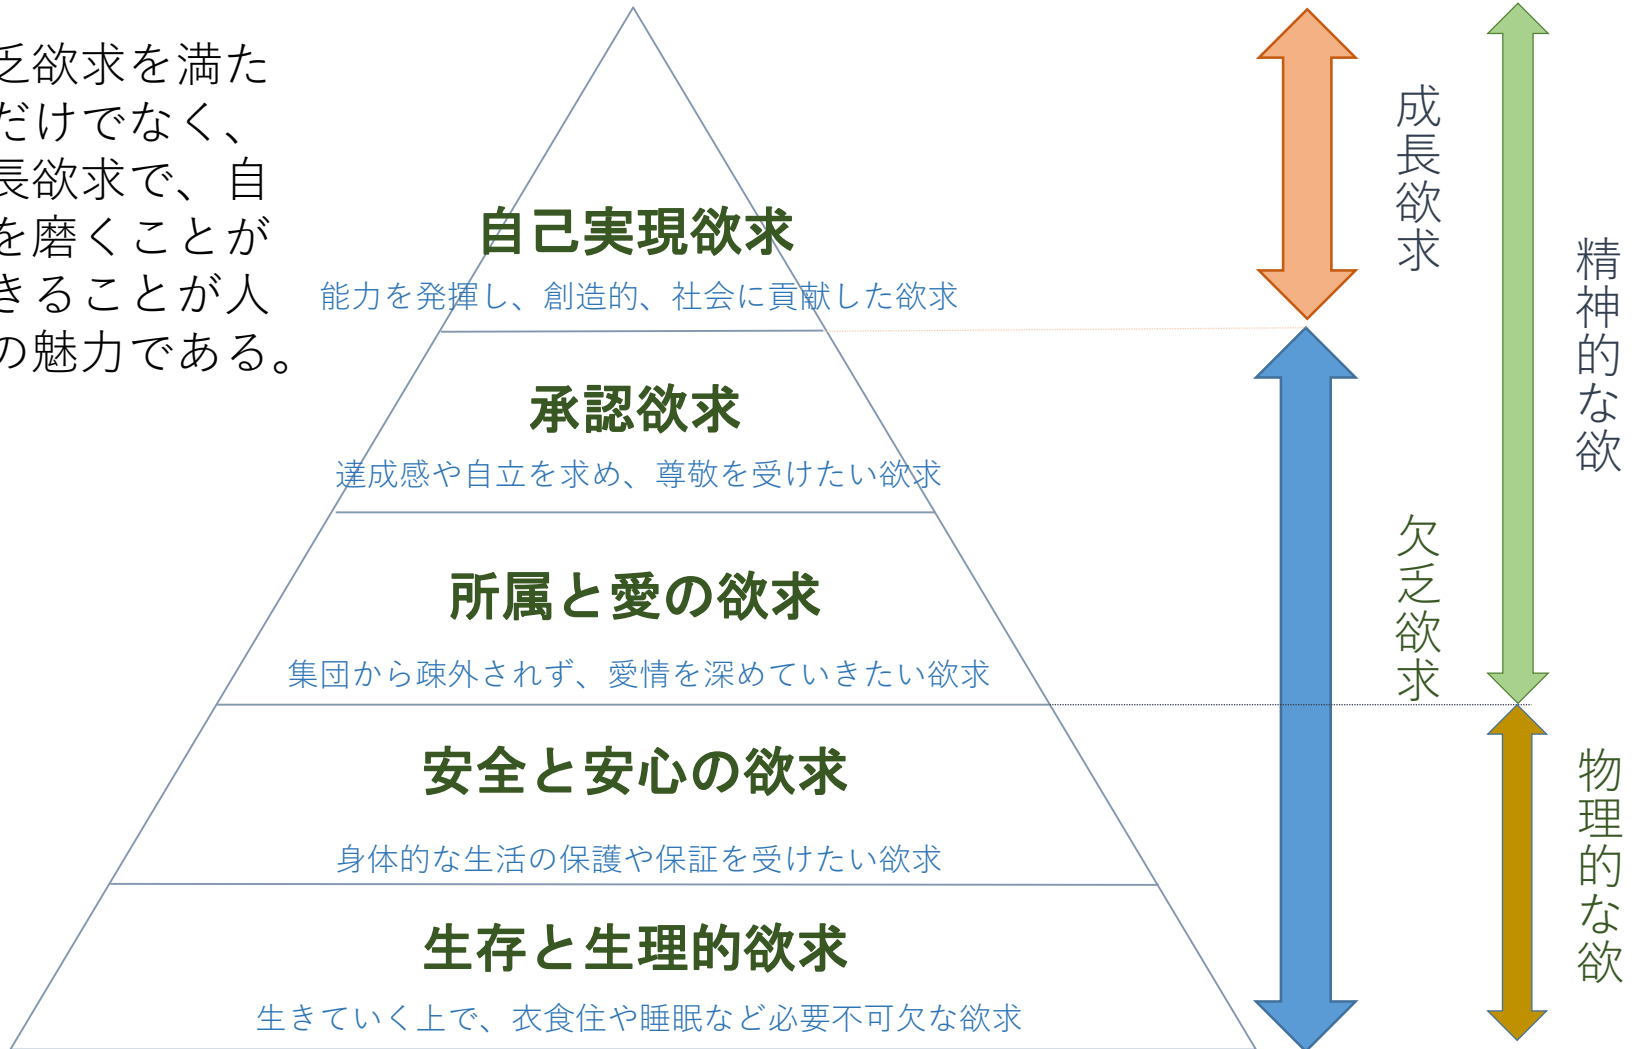 乏欲求を満た
だけでなく、
長欲求で、自
を磨くことが
きることが人
の魅力である。
自己実現欲求
能力を発揮し、創造的、社会に貢献した欲求
承認欲求
達成感や自立を求め、尊敬を受けたい欲求
所属と愛の欲求
集団から疎外されず、愛情を深めていきたい欲求
安全と安心の欲求
身体的な生活の保護や保証を受けたい欲求
生存と生理的欲求
生きていく上で、衣食住や睡眠など必要不可欠な欲求
成長欲求
欠乏欲求
精神的な欲
物理的な欲